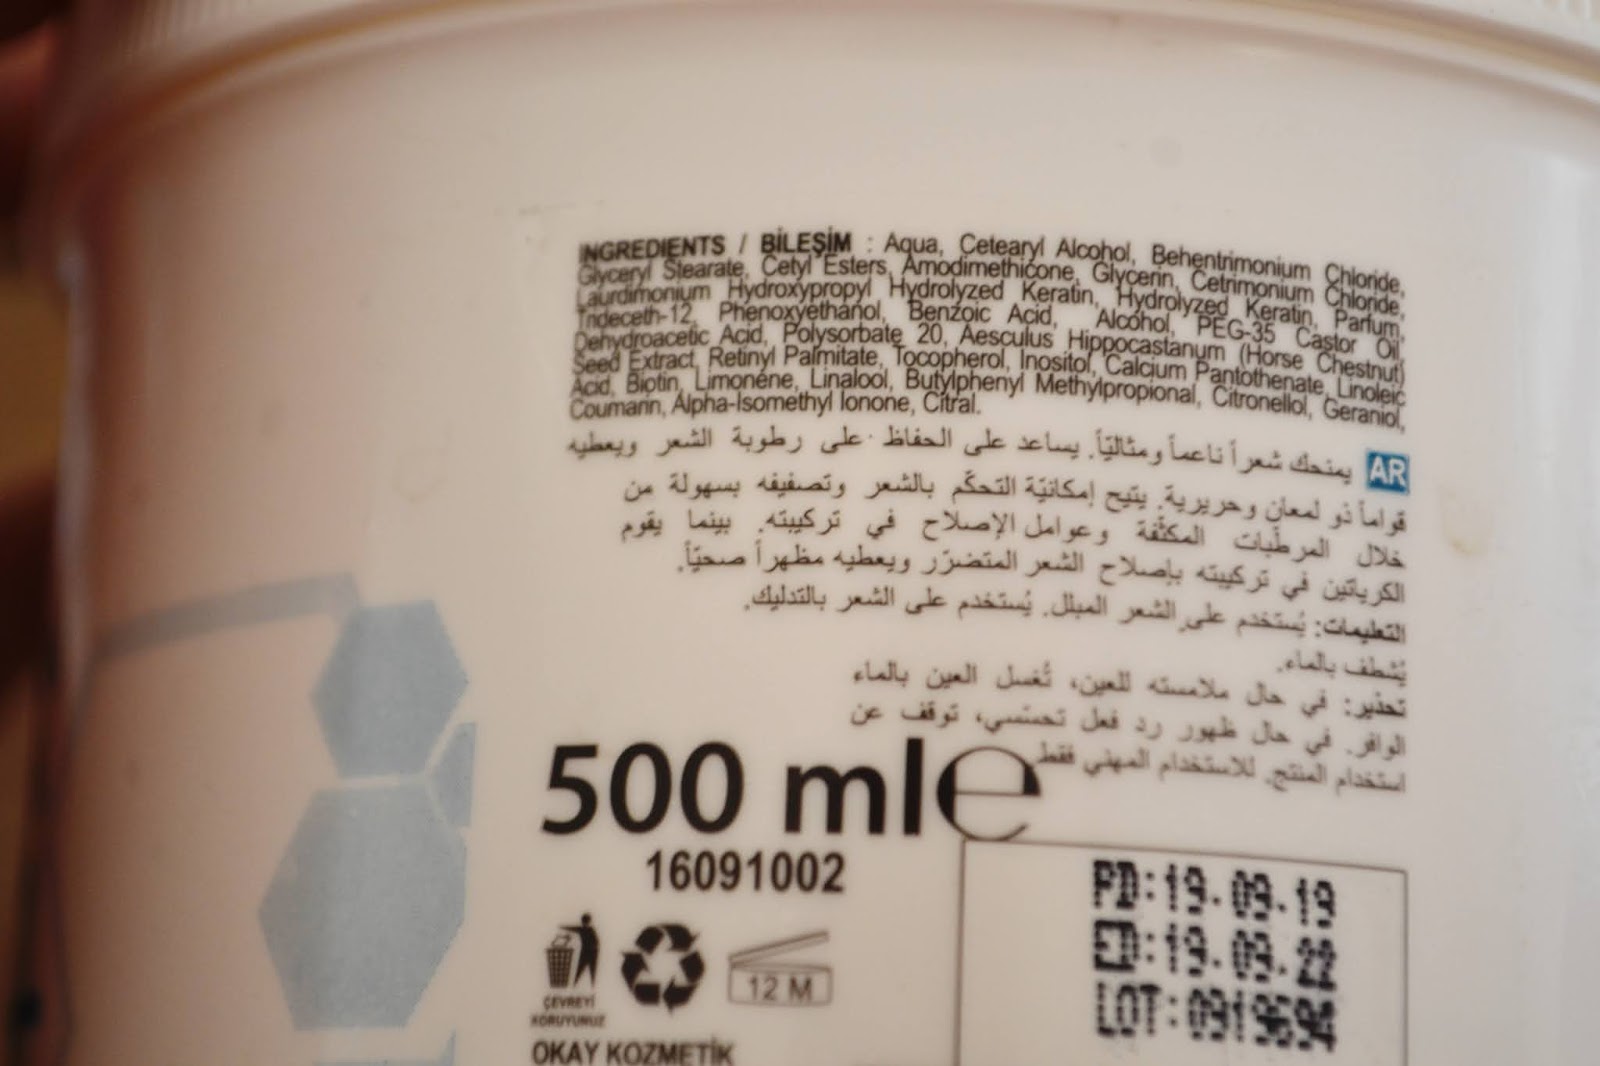 INGREDIENTS / BİLEŞİM : Aqua, Cetearyl Alcohol, Behentrimonium Chloride,
Glyceryl Stearate, Cetyl Esters, Amodimethicone, Glycerin, Cetrimonium Chloride,
Laurdimonium Hydroxypropyl Hydrolyzed Keratin, Hydrolyzed Keratin, Parfum,
Trideceth-12, Phenoxyethanol, Benzoic Acid, Alcohol, PEG-35 Castor Oil,
Dehydroacetic Acid, Polysorbate 20, Aesculus Hippocastanum (Horse Chestnut)
Seed Extract, Retinyl Palmitate, Tocopherol, Inositol, Calcium Pantothenate, Linoleic
Acid, Biotin, Limonene, Linalool, Butylphenyl Methylpropional, Citronellol, Geraniol,
Coumarin, Alpha-Isomethyl Ionone, Citral.
AR يمنحك شعراً ناعماً ومثاليّاً. يساعد على الحفاظ على رطوبة الشعر ويعطيه
قواماً ذو لمعان وحريرية. يتيح إمكانيّة التحكّم بالشعر وتصفيفه بسهولة من
خلال المرطّبات المكثّفة وعوامل الإصلاح في تركيبته. بينما يقوم
الكرياتين في تركيبته بإصلاح الشعر المتضرّر ويعطيه مظهراً صحيّاً.
التعليمات: يُستخدم على الشعر المبلل. يُستخدم على الشعر بالتدليك.
يُشطف بالماء.
تحذير: في حال ملامسته للعين، تُغسل العين بالماء
الوافر. في حال ظهور رد فعل تحسّسي، توقف عن
استخدام المنتج. للاستخدام المهني فقط
500 ml e
16091002
PD:19.09.19
ED:19.09.22
LOT:0919694
12 M
ÇEVREYİ
KORUYUNUZ
OKAY KOZMETİK